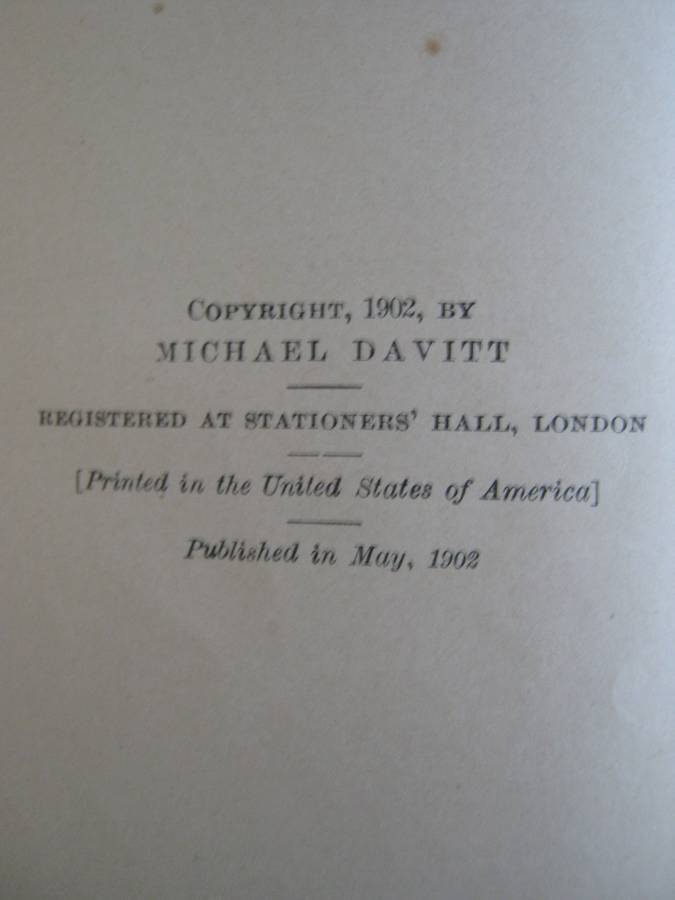 COPYRIGHT, 1902, BY
MICHAEL DAVITT
REGISTERED AT STATIONERS' HALL, LONDON
[Printed in the United States of America]
Published in May, 1902